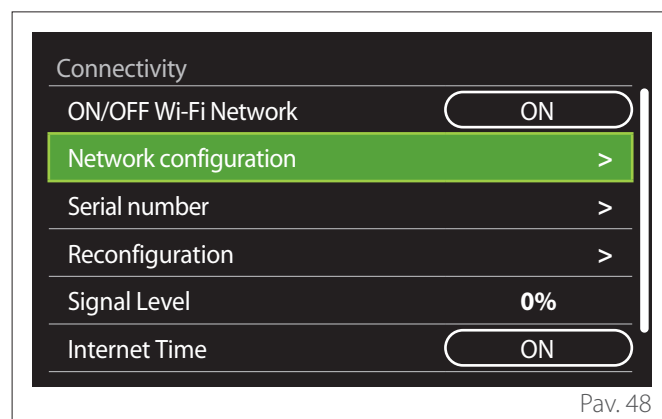 Connectivity
ON/OFF Wi-Fi Network ON
Network configuration >
Serial number >
Reconfiguration >
Signal Level 0%
Internet Time ON
Pav. 48